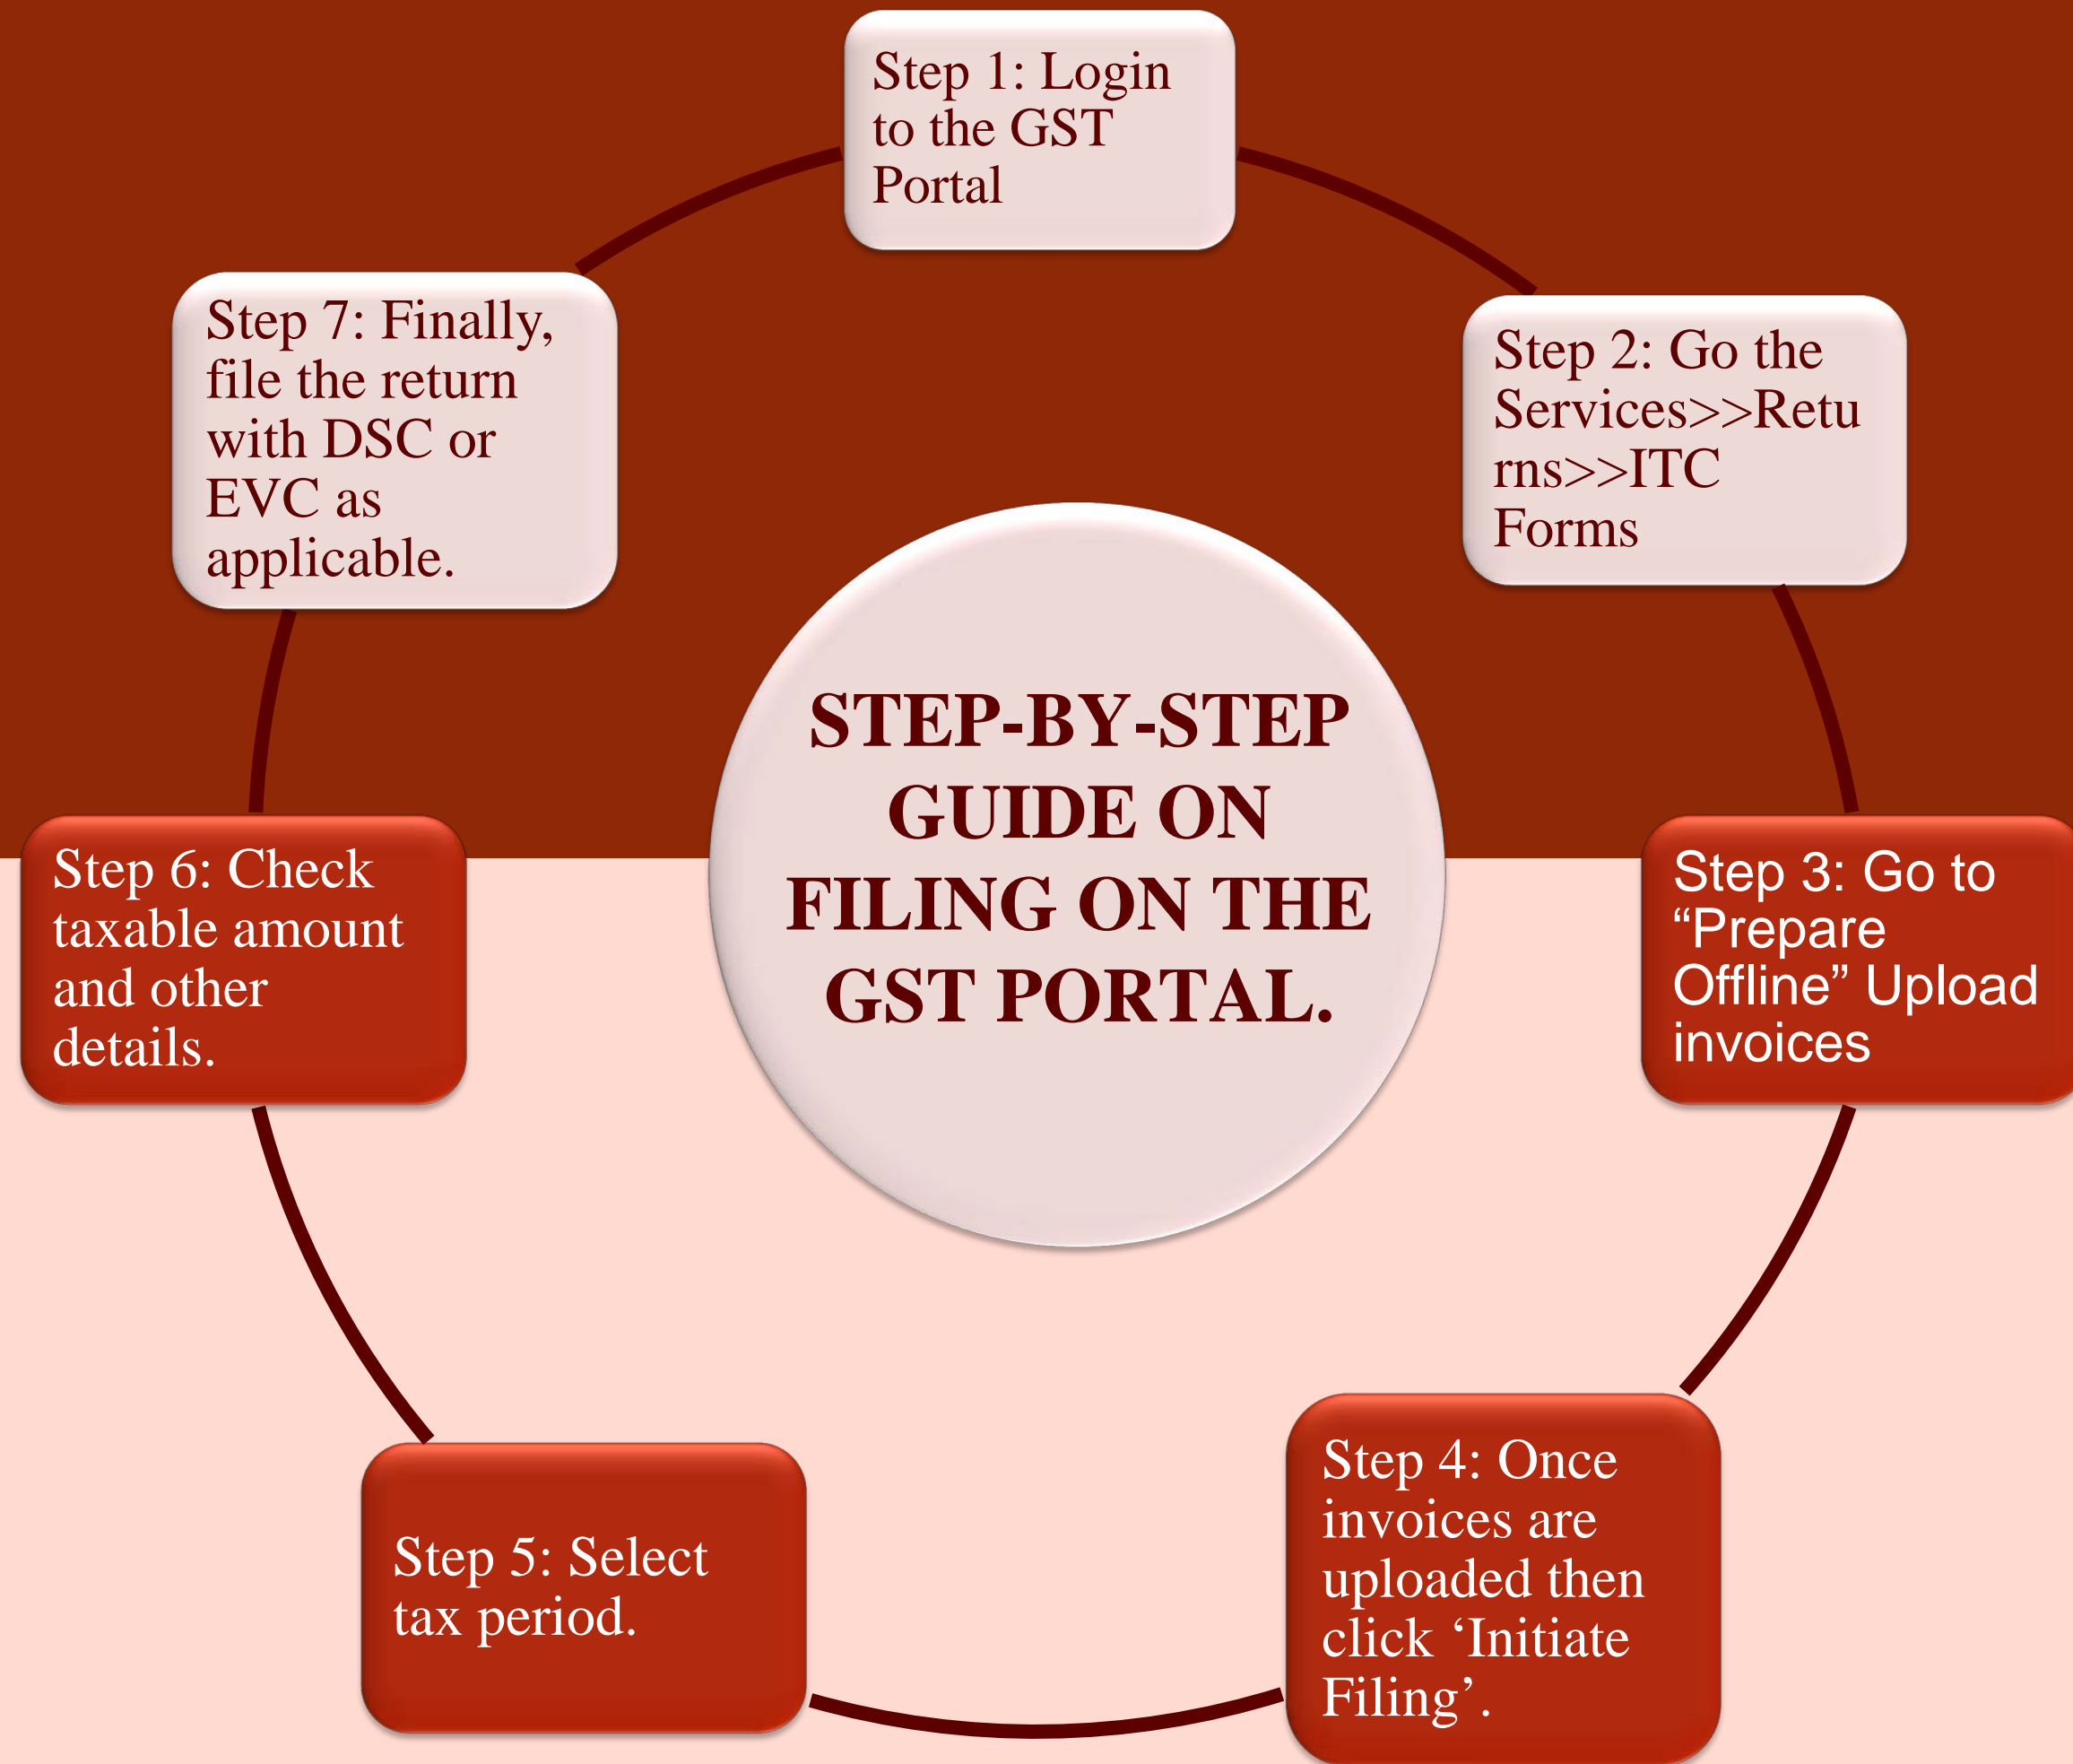 Step 1: Login
to the GST
Portal
Step 2: Go the
Services>>Retu
rns>>ITC
Forms
Step 3: Go to
“Prepare
Offline” Upload
invoices
Step 4: Once
invoices are
uploaded then
click ‘Initiate
Filing’.
Step 5: Select
tax period.
Step 6: Check
taxable amount
and other
details.
Step 7: Finally,
file the return
with DSC or
EVC as
applicable.
STEP-BY-STEP
GUIDE ON
FILING ON THE
GST PORTAL.